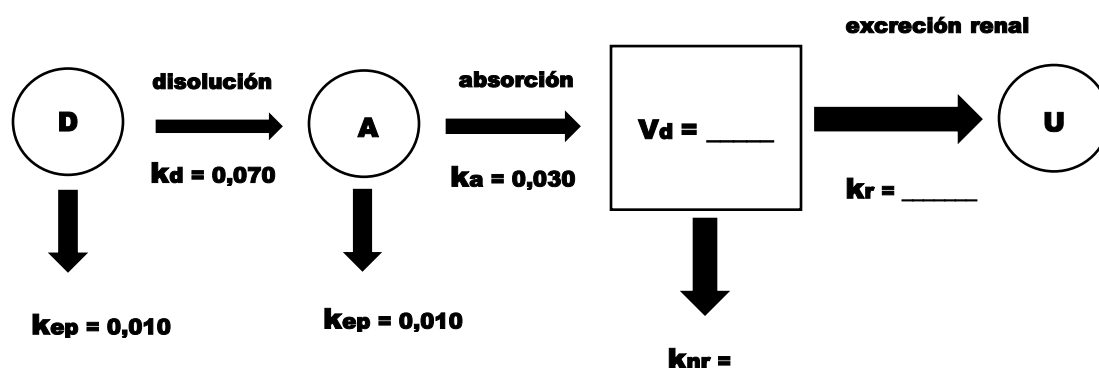 excreción renal
disolución
absorción
D
A
Vd = _____
U
kd = 0,070
ka = 0,030
kr = ______
kep = 0,010
kep = 0,010
knr =